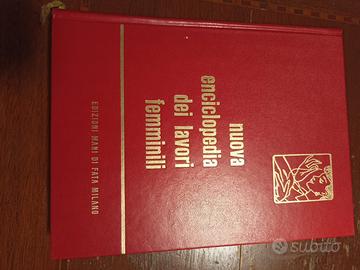 nuova
enciclopedia
dei lavori
femminili
EDIZIONI MANI DI FATA MILANO
subito